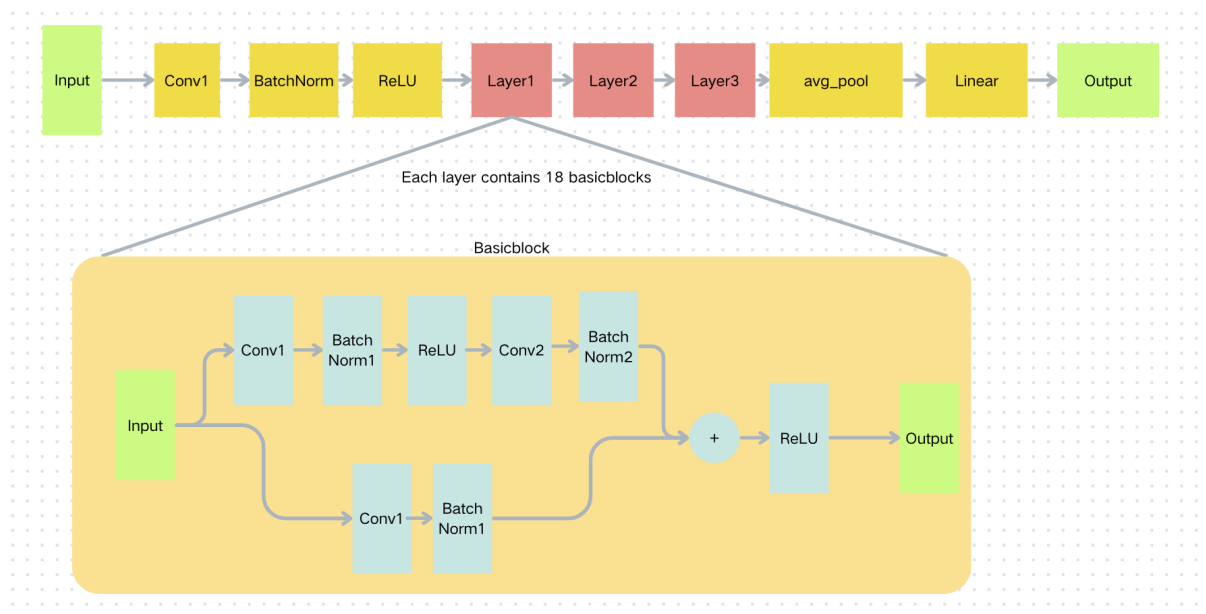 Input
Conv1
BatchNorm
ReLU
Layer1
Layer2
Layer3
avg_pool
Linear
Output
Each layer contains 18 basicblocks
Basicblock
Input
Conv1
Batch
Norm1
ReLU
Conv2
Batch
Norm2
Conv1
Batch
Norm1
+
ReLU
Output